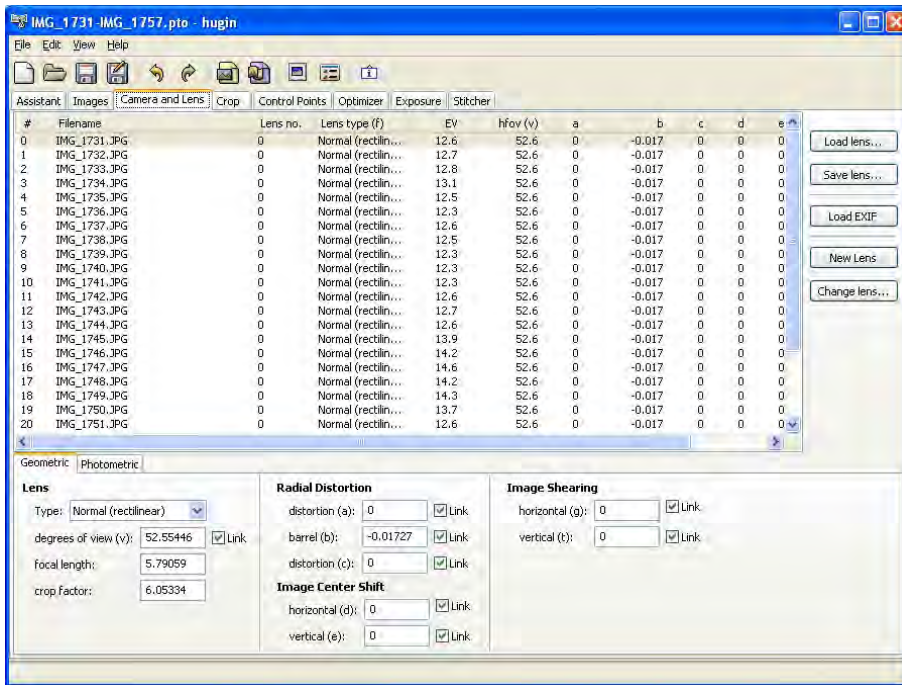 IMG_1731-IMG_1757.pto - hugin
File Edit View Help
Assistant Images Camera and Lens Crop Control Points Optimizer Exposure Stitcher
# Filename Lens no. Lens type (f) EV hfov (v) a b c d e
0 IMG_1731.JPG 0 Normal (rectilin... 12.6 52.6 0 -0.017 0 0 0
1 IMG_1732.JPG 0 Normal (rectilin... 12.7 52.6 0 -0.017 0 0 0
2 IMG_1733.JPG 0 Normal (rectilin... 12.8 52.6 0 -0.017 0 0 0
3 IMG_1734.JPG 0 Normal (rectilin... 13.1 52.6 0 -0.017 0 0 0
4 IMG_1735.JPG 0 Normal (rectilin... 12.5 52.6 0 -0.017 0 0 0
5 IMG_1736.JPG 0 Normal (rectilin... 12.3 52.6 0 -0.017 0 0 0
6 IMG_1737.JPG 0 Normal (rectilin... 12.6 52.6 0 -0.017 0 0 0
7 IMG_1738.JPG 0 Normal (rectilin... 12.5 52.6 0 -0.017 0 0 0
8 IMG_1739.JPG 0 Normal (rectilin... 12.3 52.6 0 -0.017 0 0 0
9 IMG_1740.JPG 0 Normal (rectilin... 12.3 52.6 0 -0.017 0 0 0
10 IMG_1741.JPG 0 Normal (rectilin... 12.3 52.6 0 -0.017 0 0 0
11 IMG_1742.JPG 0 Normal (rectilin... 12.6 52.6 0 -0.017 0 0 0
12 IMG_1743.JPG 0 Normal (rectilin... 12.7 52.6 0 -0.017 0 0 0
13 IMG_1744.JPG 0 Normal (rectilin... 12.6 52.6 0 -0.017 0 0 0
14 IMG_1745.JPG 0 Normal (rectilin... 13.9 52.6 0 -0.017 0 0 0
15 IMG_1746.JPG 0 Normal (rectilin... 14.2 52.6 0 -0.017 0 0 0
16 IMG_1747.JPG 0 Normal (rectilin... 14.6 52.6 0 -0.017 0 0 0
17 IMG_1748.JPG 0 Normal (rectilin... 14.2 52.6 0 -0.017 0 0 0
18 IMG_1749.JPG 0 Normal (rectilin... 14.3 52.6 0 -0.017 0 0 0
19 IMG_1750.JPG 0 Normal (rectilin... 13.7 52.6 0 -0.017 0 0 0
20 IMG_1751.JPG 0 Normal (rectilin... 12.6 52.6 0 -0.017 0 0 0
Load lens...
Save lens...
Load EXIF
New Lens
Change lens...
Geometric Photometric
Lens
Type: Normal (rectilinear)
degrees of view (v): 52.55446 Link
focal length: 5.79059
crop factor: 6.05334
Radial Distortion
distortion (a): 0 Link
barrel (b): -0.01727 Link
distortion (c): 0 Link
Image Center Shift
horizontal (d): 0 Link
vertical (e): 0 Link
Image Shearing
horizontal (g): 0 Link
vertical (t): 0 Link